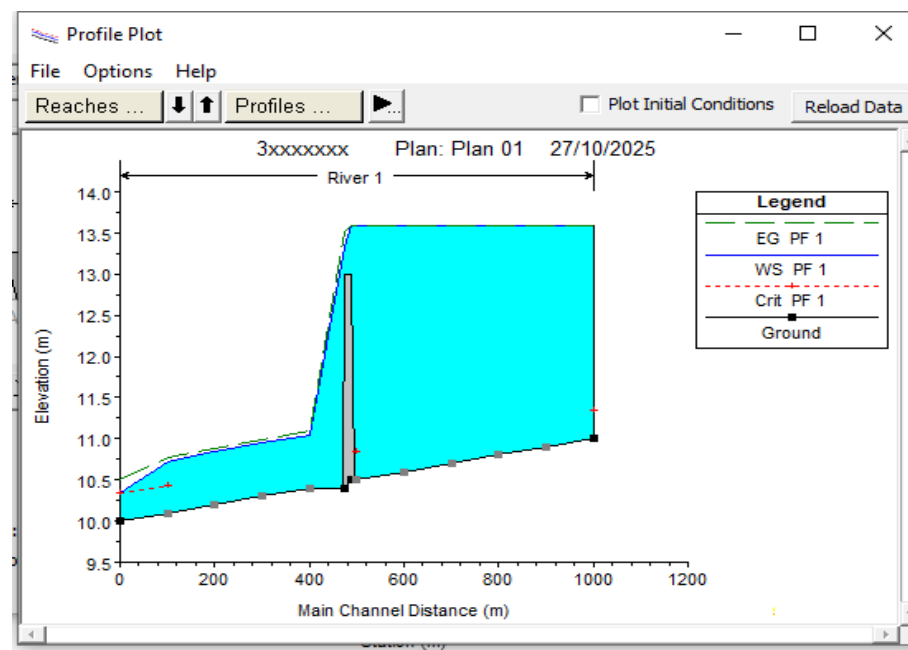 Profile Plot
File Options Help
Reaches ... Profiles ... Plot Initial Conditions Reload Data
3xxxxxxx Plan: Plan 01 27/10/2025
River 1
Legend
EG PF 1
WS PF 1
Crit PF 1
Ground
Elevation (m)
14.0
13.5
13.0
12.5
12.0
11.5
11.0
10.5
10.0
9.5
0 200 400 600 800 1000 1200
Main Channel Distance (m)